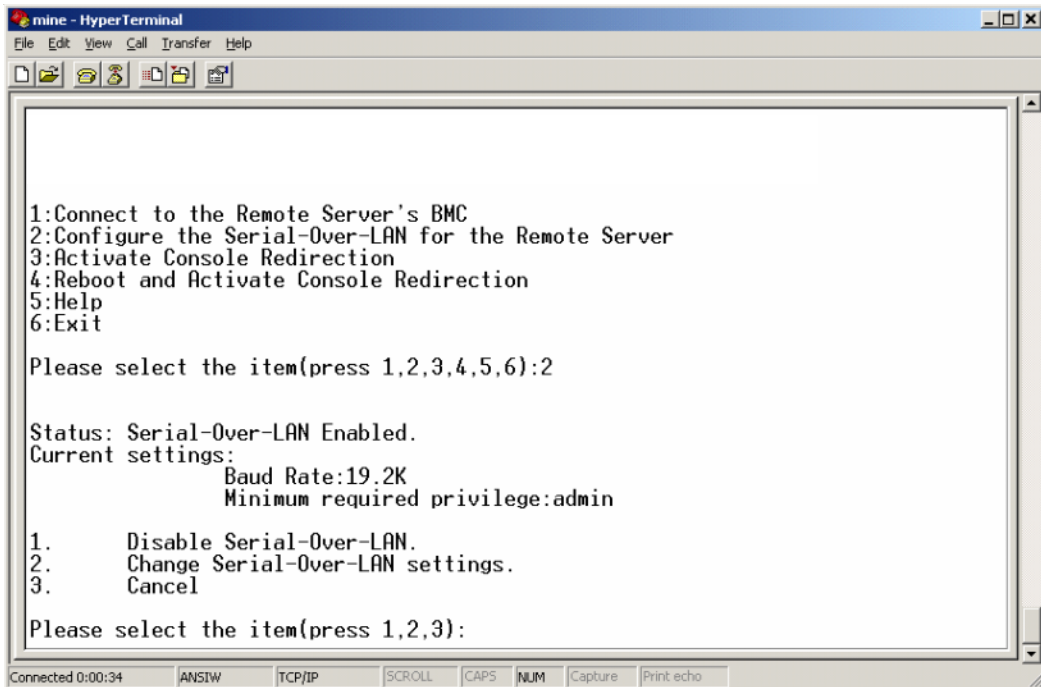 mine - HyperTerminal
File Edit View Call Transfer Help
1:Connect to the Remote Server's BMC
2:Configure the Serial-Over-LAN for the Remote Server
3:Activate Console Redirection
4:Reboot and Activate Console Redirection
5:Help
6:Exit
Please select the item(press 1,2,3,4,5,6):2
Status: Serial-Over-LAN Enabled.
Current settings:
Baud Rate:19.2K
Minimum required privilege:admin
1. Disable Serial-Over-LAN.
2. Change Serial-Over-LAN settings.
3. Cancel
Please select the item(press 1,2,3):
Connected 0:00:34 ANSIW TCP/IP SCROLL CAPS NUM Capture Print echo